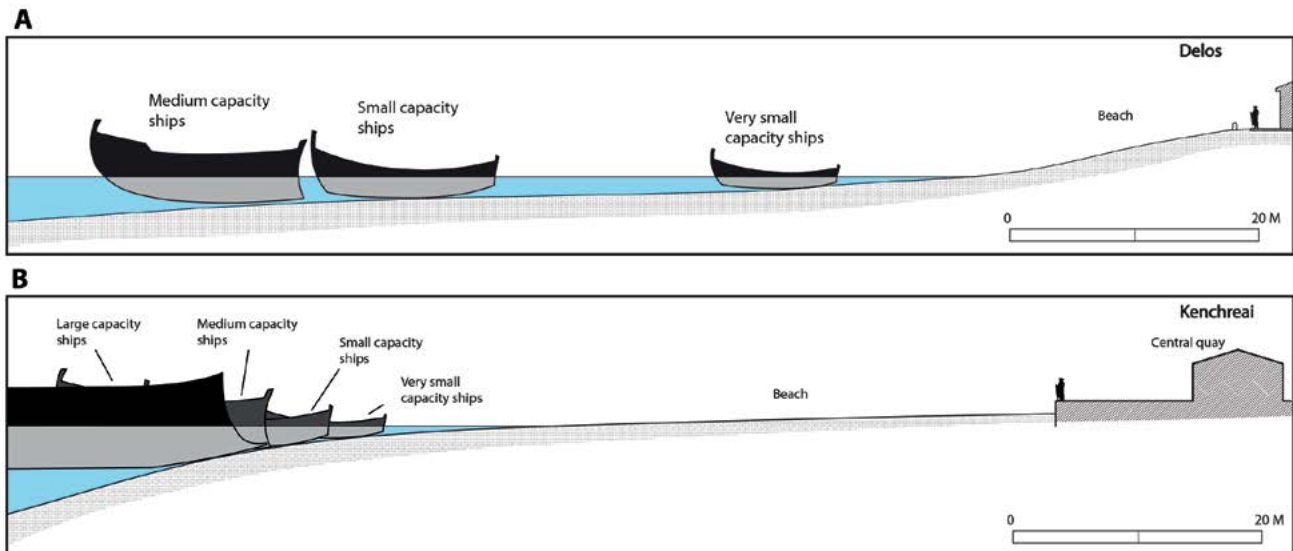 A
Delos
Medium capacity
ships
Small capacity
ships
Very small
capacity ships
Beach
0
20 M
B
Kenchreai
Large capacity
ships
Medium capacity
ships
Small capacity
ships
Very small
capacity ships
Beach
Central quay
0
20 M